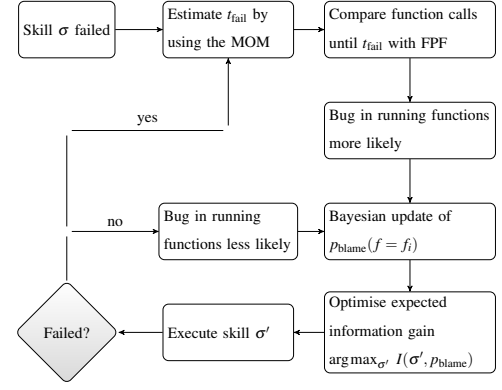 Skill σ failed
Estimate t_fail by
using the MOM
Compare function calls
until t_fail with FPF
yes
Bug in running functions
more likely
no
Bug in running
functions less likely
Bayesian update of
p_blame(f = f_i)
Failed?
Execute skill σ′
Optimise expected
information gain
arg max_σ′ I(σ′, p_blame)